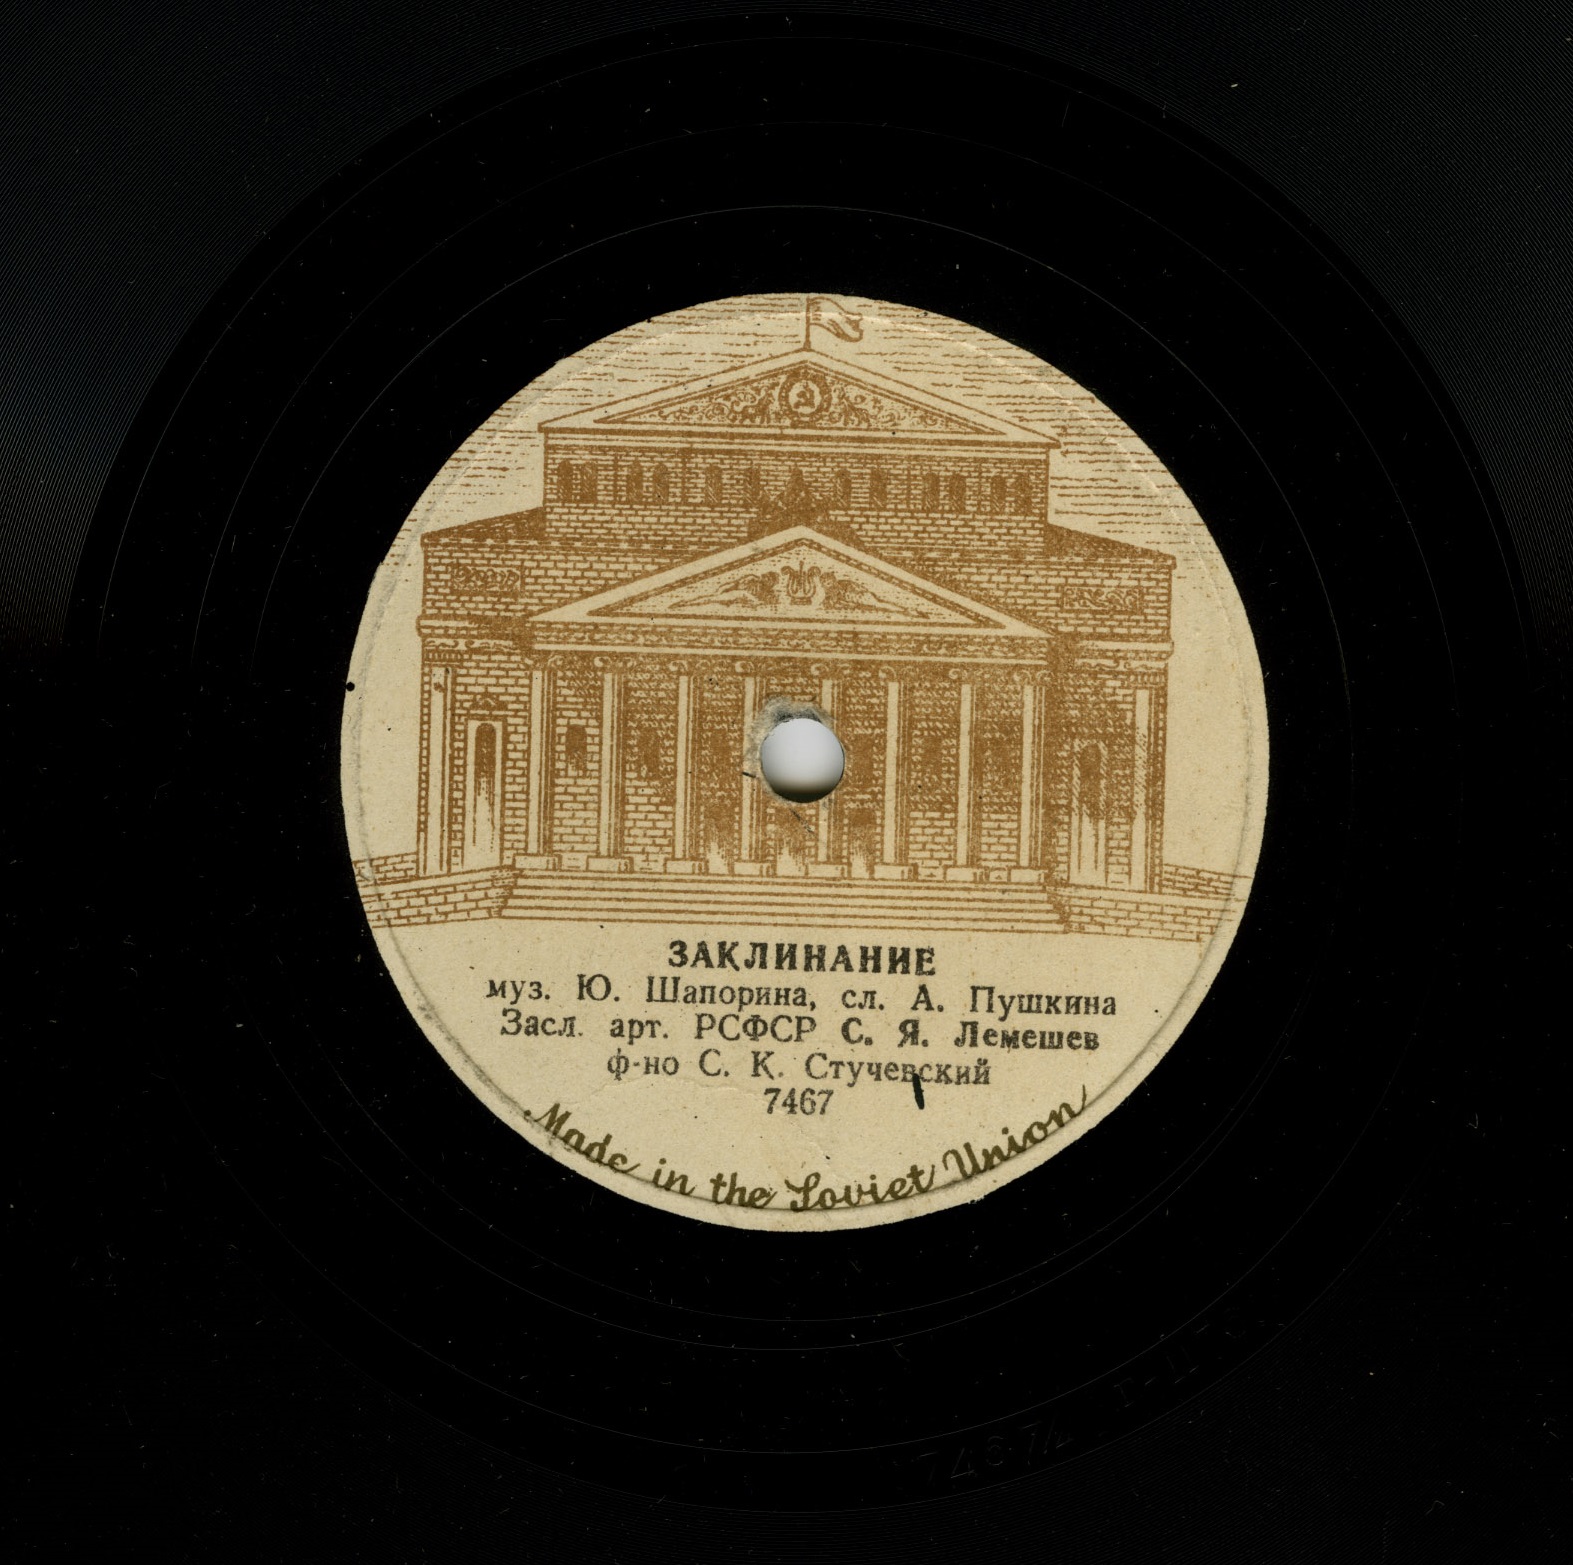 ЗАКЛИНАНИЕ
муз. Ю. Шапорина, сл. А. Пушкина
Засл. арт. РСФСР С. Я. Лемешев
ф-но С. К. Стучевский
7467
Made in the Soviet Union